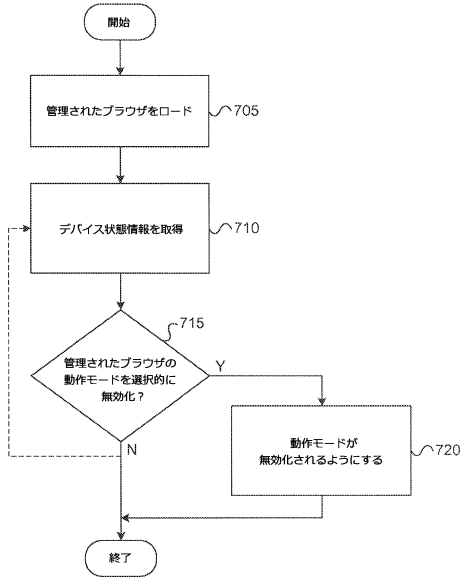 開始
管理されたブラウザをロード
705
デバイス状態情報を取得
710
715
管理されたブラウザの
動作モードを選択的に
無効化？
Y
N
動作モードが
無効化されるようにする
720
終了